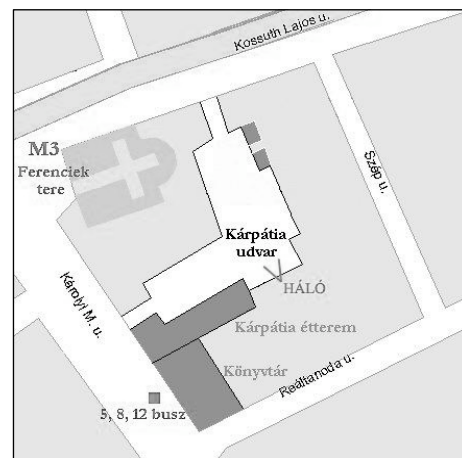 Kossuth Lajos u.
M3
Ferenciek
tere
Szép u.
Kárpátia
udvar
HÁLÓ
Károlyi M. u.
Kárpátia étterem
Könyvtár
Reáltanoda u.
5, 8, 12 busz